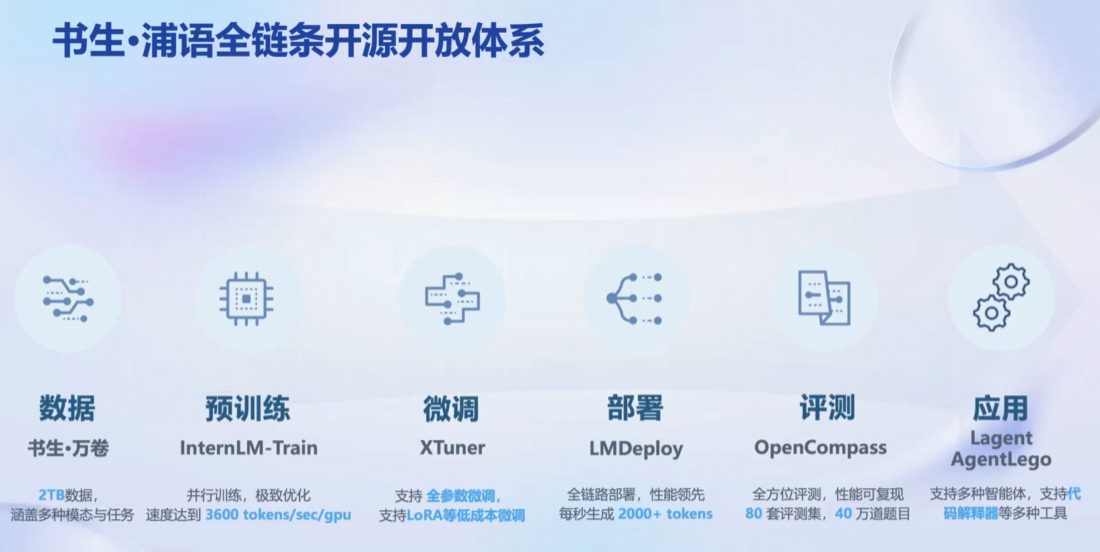 书生·浦语全链条开源开放体系
数据
书生·万卷
2TB数据，
涵盖多种模态与任务
预训练
InternLM-Train
并行训练，极致优化
速度达到 3600 tokens/sec/gpu
微调
XTuner
支持 全参数微调，
支持LoRA等低成本微调
部署
LMDeploy
全链路部署，性能领先
每秒生成 2000+ tokens
评测
OpenCompass
全方位评测，性能可复现
80 套评测集，40 万道题目
应用
Lagent
AgentLego
支持多种智能体，支持代
码解释器等多种工具